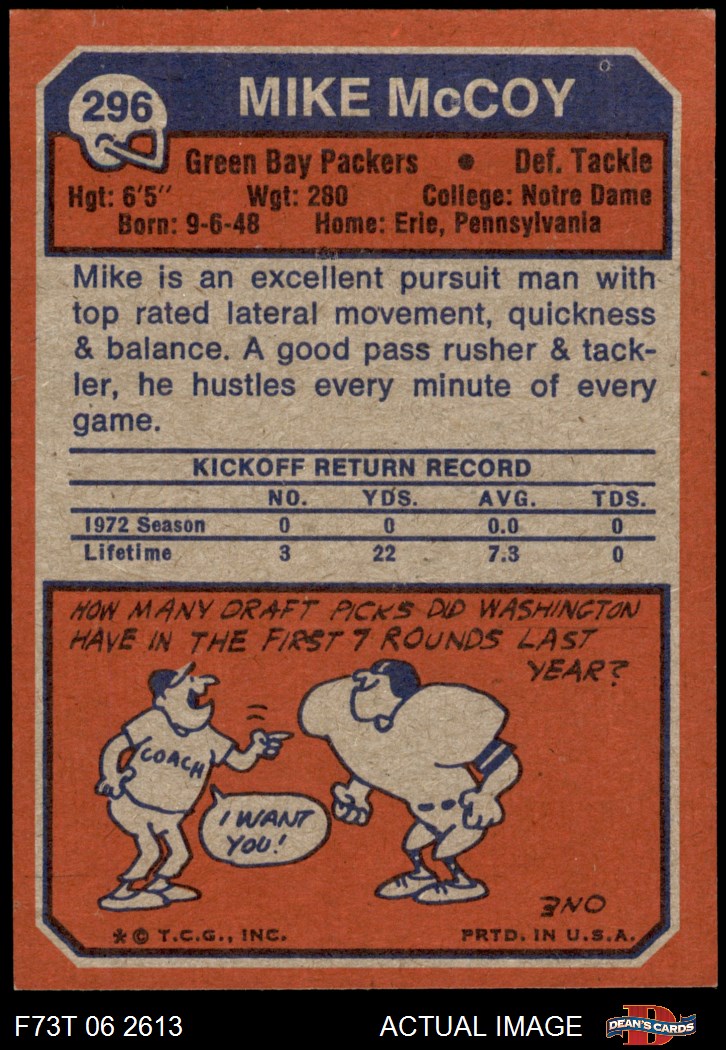 296
MIKE McCOY
Green Bay Packers • Def. Tackle
Hgt: 6'5" Wgt: 280 College: Notre Dame
Born: 9-6-48 Home: Erie, Pennsylvania
Mike is an excellent pursuit man with
top rated lateral movement, quickness
& balance. A good pass rusher & tack-
ler, he hustles every minute of every
game.
KICKOFF RETURN RECORD
NO. YDS. AVG. TDS.
1972 Season 0 0 0.0 0
Lifetime 3 22 7.3 0
HOW MANY DRAFT PICKS DID WASHINGTON
HAVE IN THE FIRST 7 ROUNDS LAST
YEAR?
COACH
I WANT
YOU!
ONE
* © T.C.G., INC. PRTD. IN U.S.A.
F73T 06 2613 ACTUAL IMAGE
D
DEAN'S CARDS